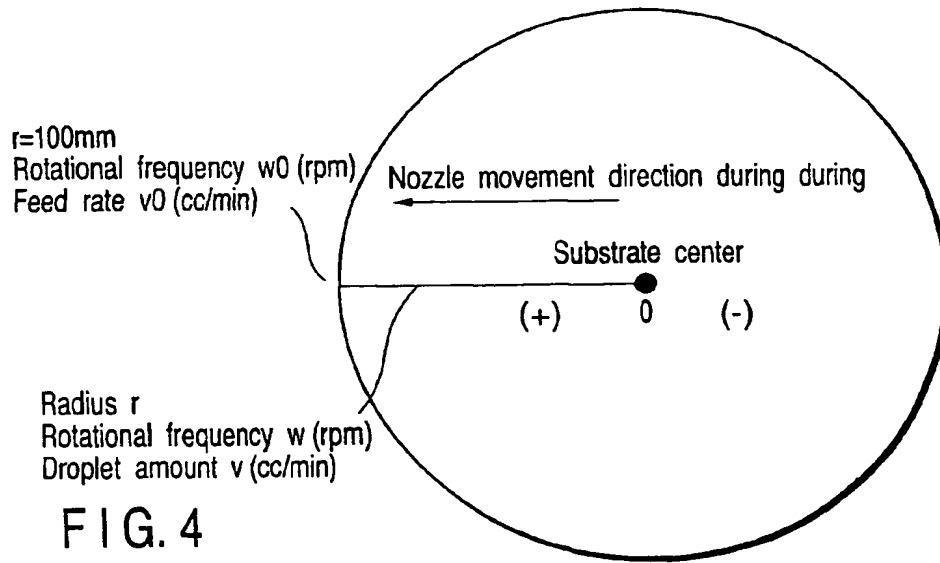 r=100mm
Rotational frequency w0 (rpm)
Feed rate v0 (cc/min)
Nozzle movement direction during during
Substrate center
(+) 0 (-)
Radius r
Rotational frequency w (rpm)
Droplet amount v (cc/min)
FIG. 4